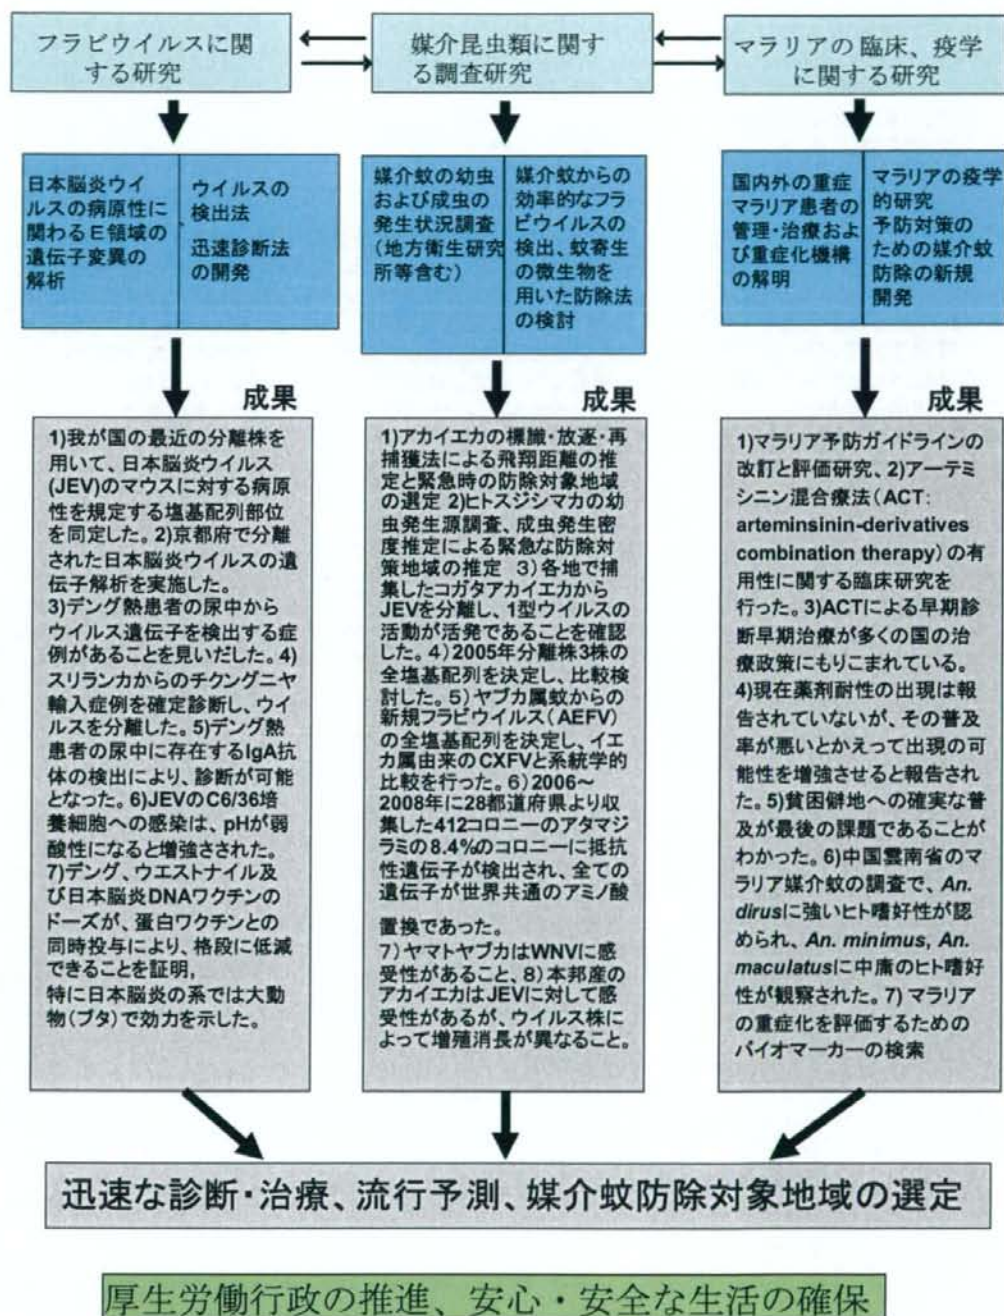 フラビウイルスに関
する研究
媒介昆虫類に関す
る調査研究
マラリアの 臨床、疫学
に関する研究
日本脳炎ウイ
ルスの病原性に
関わるE領域の
遺伝子変異の
解析
ウイルスの
検出法
迅速診断法
の開発
媒介蚊の幼虫
および成虫の
発生状況調査
(地方衛生研究
所等含む)
媒介蚊からの
効率的なフラ
ビウイルスの
検出、蚊寄生
の微生物を
用いた防除法
の検討
国内外の重症
マラリア患者の
管理・治療およ
び重症化機構
の解明
マラリアの疫学
的研究
予防対策の
ための媒介蚊
防除の新規
開発
成果
1)我が国の最近の分離株を
用いて、日本脳炎ウイルス
(JEV)のマウスに対する病原
性を規定する塩基配列部位
を同定した。2)京都府で分離
された日本脳炎ウイルスの遺
伝子解析を実施した。
3)デング熱患者の尿中から
ウイルス遺伝子を検出する症
例があることを見いだした。4)
スリランカからのチクングニヤ
輸入症例を確定診断し、ウイ
ルスを分離した。5)デング熱
患者の尿中に存在するIgA抗
体の検出により、診断が可能
となった。6)JEVのC6/36培
養細胞への感染は、pHが弱
酸性になると増強さされた。
7)デング、ウエストナイル及
び日本脳炎DNAワクチンの
ドーズが、蛋白ワクチンとの
同時投与により、格段に低減
できることを証明,
特に日本脳炎の系では大動
物(ブタ)で効力を示した。
成果
1)アカイエカの標識・放逐・再
捕獲法による飛翔距離の推
定と緊急時の防除対象地域
の選定 2)ヒトスジシマカの幼
虫発生源調査、成虫発生密
度推定による緊急な防除対
策地域の推定 3)各地で捕
集したコガタアカイエカから
JEVを分離し、1型ウイルスの
活動が活発であることを確認
した。4)2005年分離株3株の
全塩基配列を決定し、比較検
討した。5)ヤブカ属蚊からの
新規フラビウイルス(AEFV)
の全塩基配列を決定し、イエ
カ属由来のCXFVと系統学的
比較を行った。6)2006～
2008年に28都道府県より収
集した412コロニーのアタマジ
ラミの8.4%のコロニーに抵抗
性遺伝子が検出され、全ての
遺伝子が世界共通のアミノ酸
置換であった。
7)ヤマトヤブカはWNVに感
受性があること、8)本邦産の
アカイエカはJEVに対して感
受性があるが、ウイルス株に
よって増殖消長が異なること。
成果
1)マラリア予防ガイドラインの
改訂と評価研究、2)アーテミ
シニン混合療法(ACT:
arteminsinin-derivatives
combination therapy)の有
用性に関する臨床研究を
行った。3)ACTによる早期診
断早期治療が多くの国の治
療政策にもりこまれている。
4)現在薬剤耐性の出現は報
告されていないが、その普及
率が悪いとかえって出現の可
能性を増強させると報告され
た。5)貧困僻地への確実な普
及が最後の課題であることが
わかった。6)中国雲南省のマ
ラリア媒介蚊の調査で、An.
dirusに強いヒト嗜好性が認
められ、An. minimus, An.
maculatusに中庸のヒト嗜好
性が観察された。7) マラリア
の重症化を評価するための
バイオマーカーの検索
迅速な診断・治療、流行予測、媒介蚊防除対象地域の選定
厚生労働行政の推進、安心・安全な生活の確保